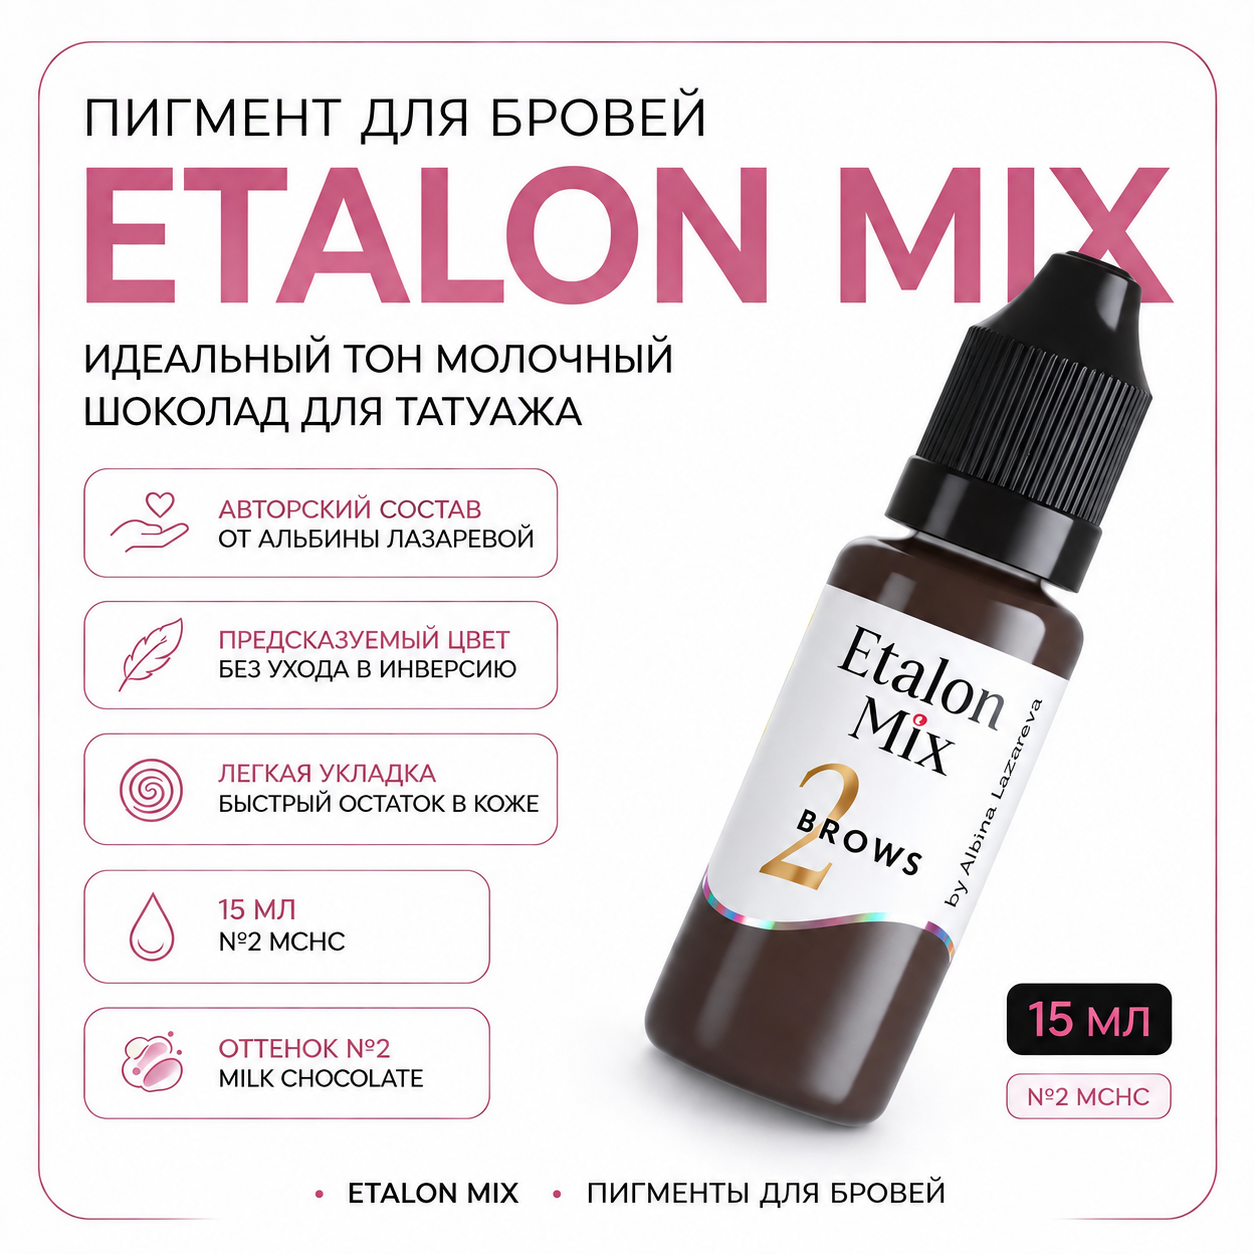 ПИГМЕНТ ДЛЯ БРОВЕЙ
ETALON MIX
ИДЕАЛЬНЫЙ ТОН МОЛОЧНЫЙ
ШОКОЛАД ДЛЯ ТАТУАЖА
АВТОРСКИЙ СОСТАВ
ОТ АЛЬБИНЫ ЛАЗАРЕВОЙ
ПРЕДСКАЗУЕМЫЙ ЦВЕТ
БЕЗ УХОДА В ИНВЕРСИЮ
ЛЕГКАЯ УКЛАДКА
БЫСТРЫЙ ОСТАТОК В КОЖЕ
15 МЛ
№2 МСНС
ОТТЕНОК №2
MILK CHOCOLATE
Etalon
Mix
2
BROWS
by Albina Lazareva
15 МЛ
№2 МСНС
• ETALON MIX • ПИГМЕНТЫ ДЛЯ БРОВЕЙ